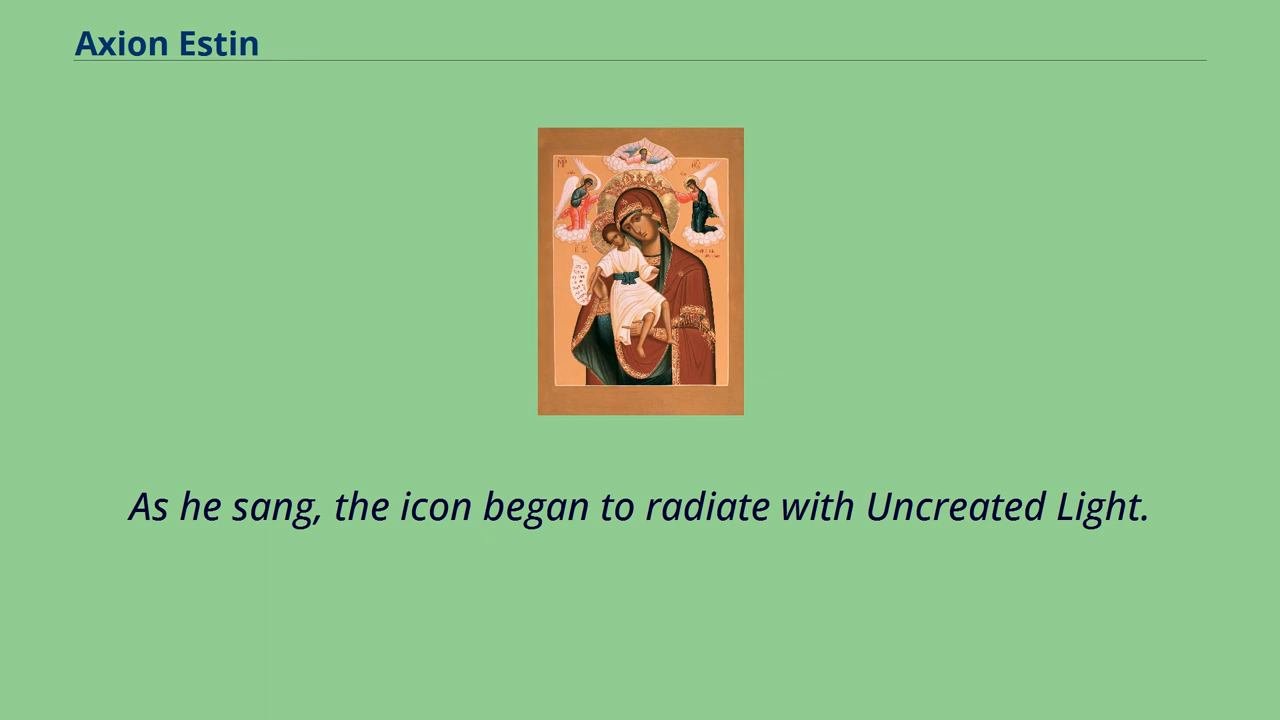 Axion Estin
As he sang, the icon began to radiate with Uncreated Light.